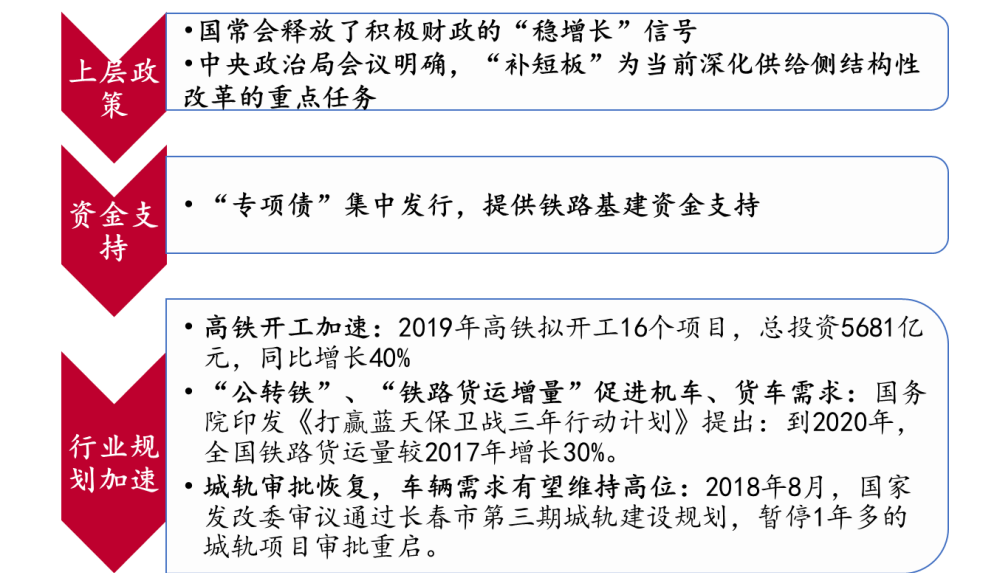 上层政
策
•国常会释放了积极财政的“稳增长”信号
•中央政治局会议明确，“补短板”为当前深化供给侧结构性
改革的重点任务
资金支
持
•“专项债”集中发行，提供铁路基建资金支持
行业规
划加速
•高铁开工加速：2019年高铁拟开工16个项目，总投资5681亿
元，同比增长40%
•“公转铁”、“铁路货运增量”促进机车、货车需求：国务
院印发《打赢蓝天保卫战三年行动计划》提出：到2020年，
全国铁路货运量较2017年增长30%。
•城轨审批恢复，车辆需求有望维持高位：2018年8月，国家
发改委审议通过长春市第三期城轨建设规划，暂停1年多的
城轨项目审批重启。